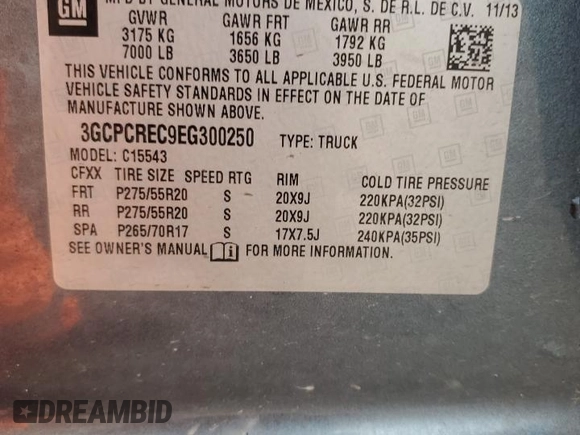 GM
MFD BY GENERAL MOTORS DE MEXICO, S. DE R.L. DE C.V. 11/13
GVWR GAWR FRT GAWR RR
3175 KG 1656 KG 1792 KG
7000 LB 3650 LB 3950 LB
THIS VEHICLE CONFORMS TO ALL APPLICABLE U.S. FEDERAL MOTOR
VEHICLE SAFETY STANDARDS IN EFFECT ON THE DATE OF
MANUFACTURE SHOWN ABOVE.
3GCPCREC9EG300250 TYPE: TRUCK
MODEL: C15543
CFXX TIRE SIZE SPEED RTG RIM COLD TIRE PRESSURE
FRT P275/55R20 S 20X9J 220KPA(32PSI)
RR P275/55R20 S 20X9J 220KPA(32PSI)
SPA P265/70R17 S 17X7.5J 240KPA(35PSI)
SEE OWNER'S MANUAL FOR MORE INFORMATION.
DREAMBID